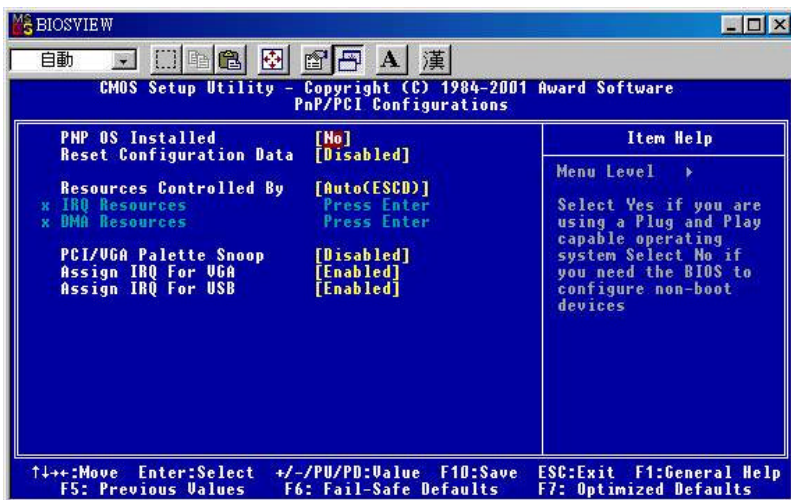 BIOSVIEW
自動
A 漢
CMOS Setup Utility - Copyright (C) 1984-2001 Award Software
PnP/PCI Configurations
PNP OS Installed [No]
Reset Configuration Data [Disabled]
Resources Controlled By [Auto(ESCD)]
x IRQ Resources Press Enter
x DMA Resources Press Enter
PCI/VGA Palette Snoop [Disabled]
Assign IRQ For VGA [Enabled]
Assign IRQ For USB [Enabled]
Item Help
Menu Level
Select Yes if you are
using a Plug and Play
capable operating
system Select No if
you need the BIOS to
configure non-boot
devices
↑↓→←:Move Enter:Select +/-/PU/PD:Value F10:Save ESC:Exit F1:General Help
F5: Previous Values F6: Fail-Safe Defaults F7: Optimized Defaults